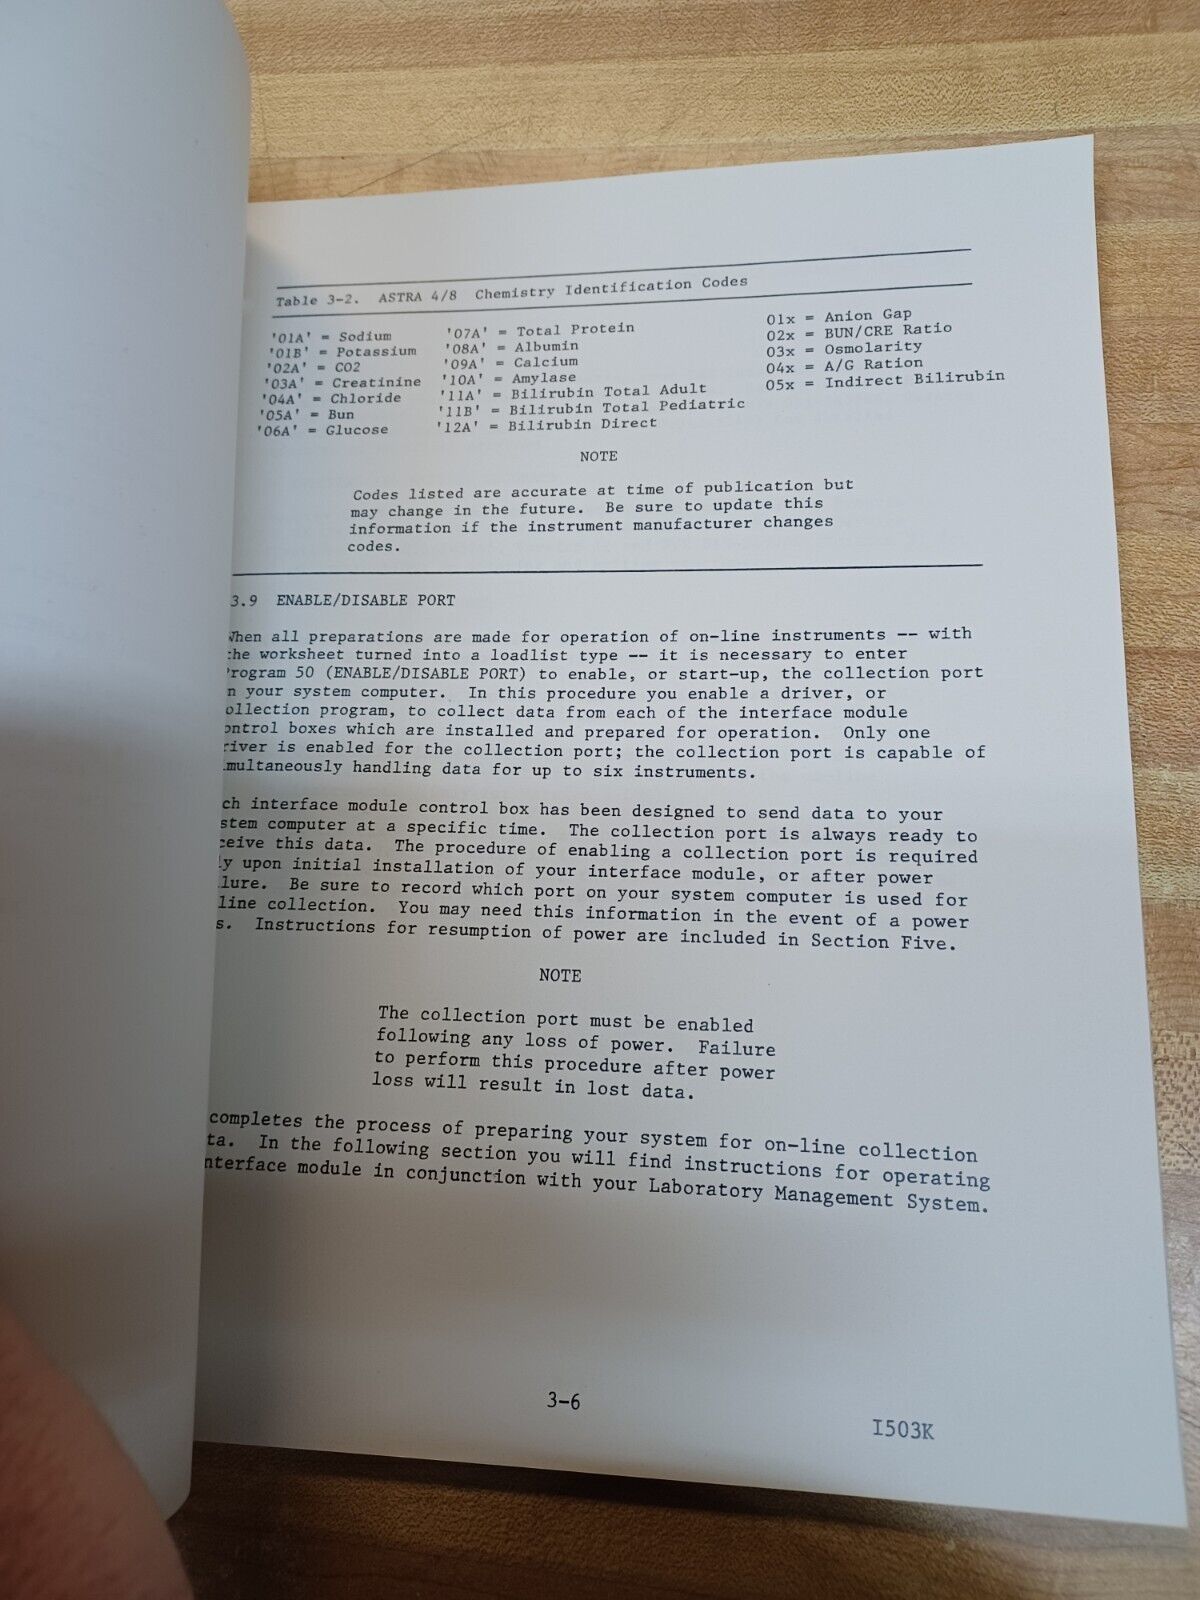 Table 3-2. ASTRA 4/8 Chemistry Identification Codes
'01A' = Sodium
'01B' = Potassium
'02A' = CO2
'03A' = Creatinine
'04A' = Chloride
'05A' = Bun
'06A' = Glucose
'07A' = Total Protein
'08A' = Albumin
'09A' = Calcium
'10A' = Amylase
'11A' = Bilirubin Total Adult
'11B' = Bilirubin Total Pediatric
'12A' = Bilirubin Direct
01x = Anion Gap
02x = BUN/CRE Ratio
03x = Osmolarity
04x = A/G Ration
05x = Indirect Bilirubin
NOTE
Codes listed are accurate at time of publication but
may change in the future. Be sure to update this
information if the instrument manufacturer changes
codes.
3.9 ENABLE/DISABLE PORT
When all preparations are made for operation of on-line instruments -- with
the worksheet turned into a loadlist type -- it is necessary to enter
rogram 50 (ENABLE/DISABLE PORT) to enable, or start-up, the collection port
n your system computer. In this procedure you enable a driver, or
ollection program, to collect data from each of the interface module
ontrol boxes which are installed and prepared for operation. Only one
river is enabled for the collection port; the collection port is capable of
multaneously handling data for up to six instruments.
ch interface module control box has been designed to send data to your
stem computer at a specific time. The collection port is always ready to
ceive this data. The procedure of enabling a collection port is required
ly upon initial installation of your interface module, or after power
lure. Be sure to record which port on your system computer is used for
line collection. You may need this information in the event of a power
s. Instructions for resumption of power are included in Section Five.
NOTE
The collection port must be enabled
following any loss of power. Failure
to perform this procedure after power
loss will result in lost data.
completes the process of preparing your system for on-line collection
ta. In the following section you will find instructions for operating
nterface module in conjunction with your Laboratory Management System.
3-6
I503K